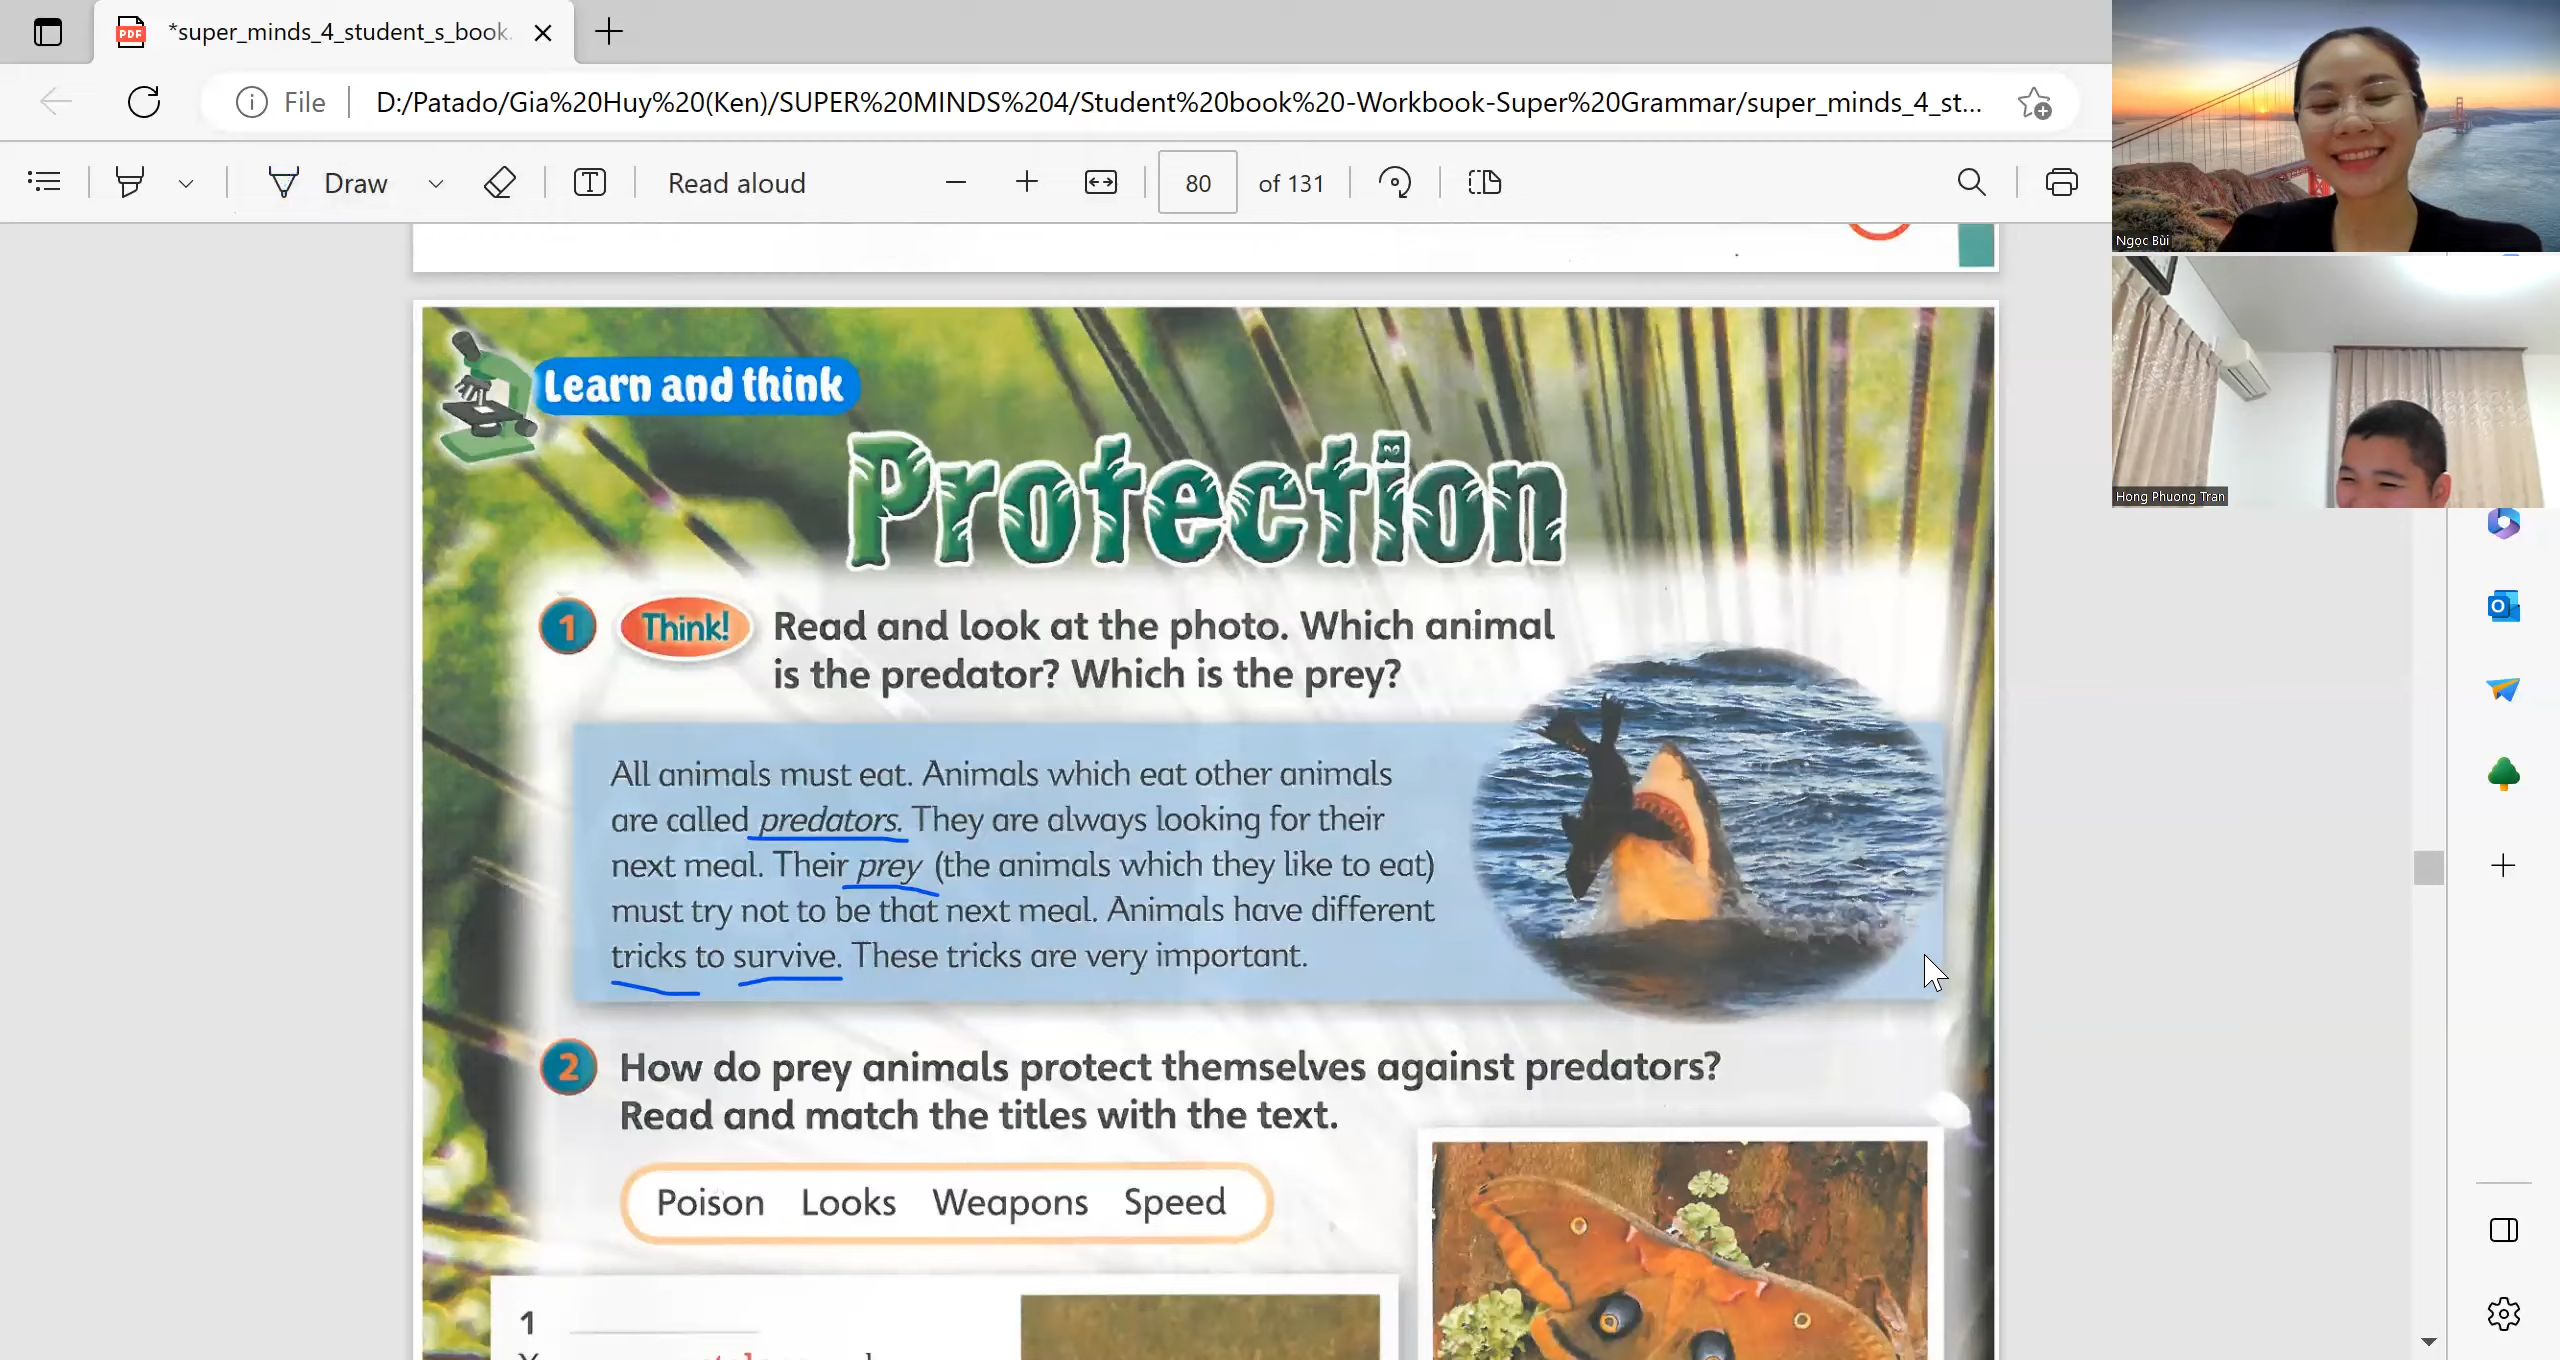 *super_minds_4_student_s_book.
File
D:/Patado/Gia%20Huy%20(Ken)/SUPER%20MINDS%204/Student%20book%20-Workbook-Super%20Grammar/super_minds_4_st...
Draw
Read aloud
80 of 131
Ngọc Bùi
Hong Phuong Tran
Learn and think
Protection
1 Think! Read and look at the photo. Which animal
is the predator? Which is the prey?
All animals must eat. Animals which eat other animals
are called predators. They are always looking for their
next meal. Their prey (the animals which they like to eat)
must try not to be that next meal. Animals have different
tricks to survive. These tricks are very important.
2 How do prey animals protect themselves against predators?
Read and match the titles with the text.
Poison Looks Weapons Speed
1